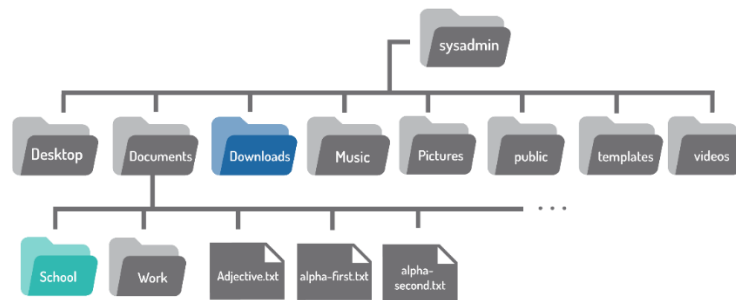 sysadmin
Desktop
Documents
Downloads
Music
Pictures
public
templates
videos
School
Work
Adjective.txt
alpha-first.txt
alpha-
second.txt
...